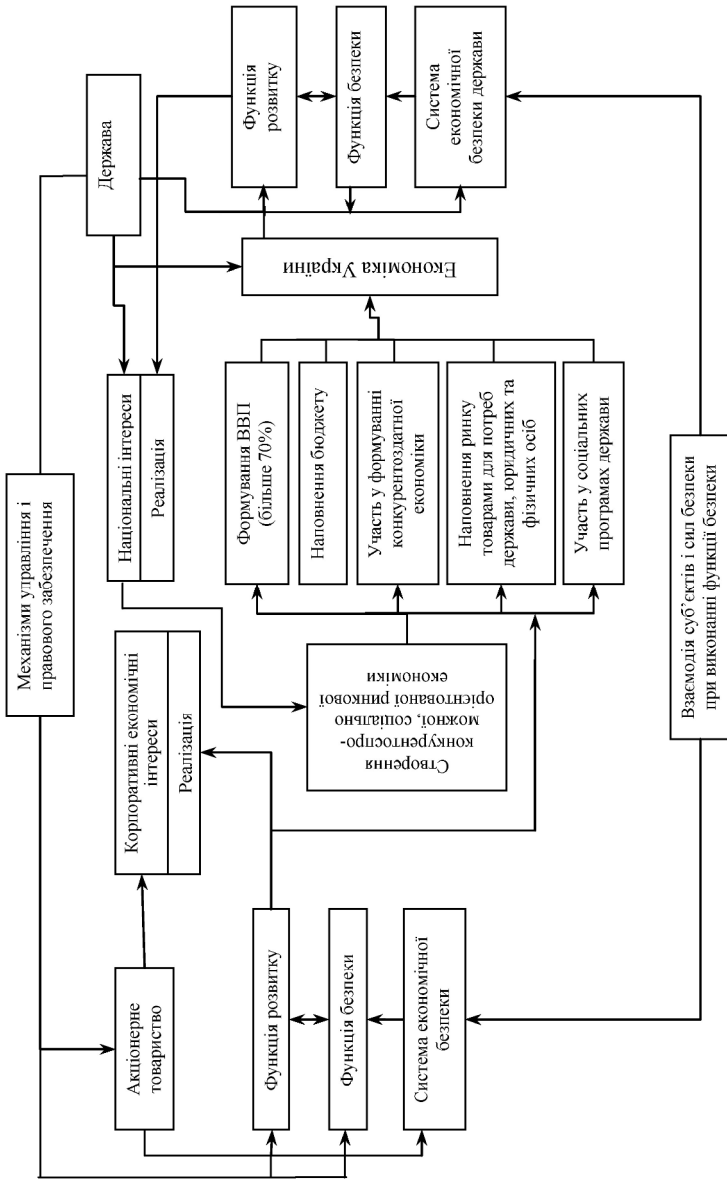 Механізми управління і
правового забезпечення
Держава
Акціонерне
товариство
Корпоративні економічні
інтереси
Реалізація
Національні інтереси
Реалізація
Функція розвитку
Функція безпеки
Система економічної
безпеки
Створення
конкурентоспро-
можної, соціально
орієнтованої ринкової
економіки
Формування ВВП
(більше 70%)
Наповнення бюджету
Участь у формуванні
конкурентоздатної
економіки
Наповнення ринку
товарами для потреб
держави, юридичних та
фізичних осіб
Участь у соціальних
програмах держави
Економіка України
Функція
розвитку
Функція безпеки
Система
економічної
безпеки держави
Взаємодія суб’єктів і сил безпеки
при виконанні функції безпеки